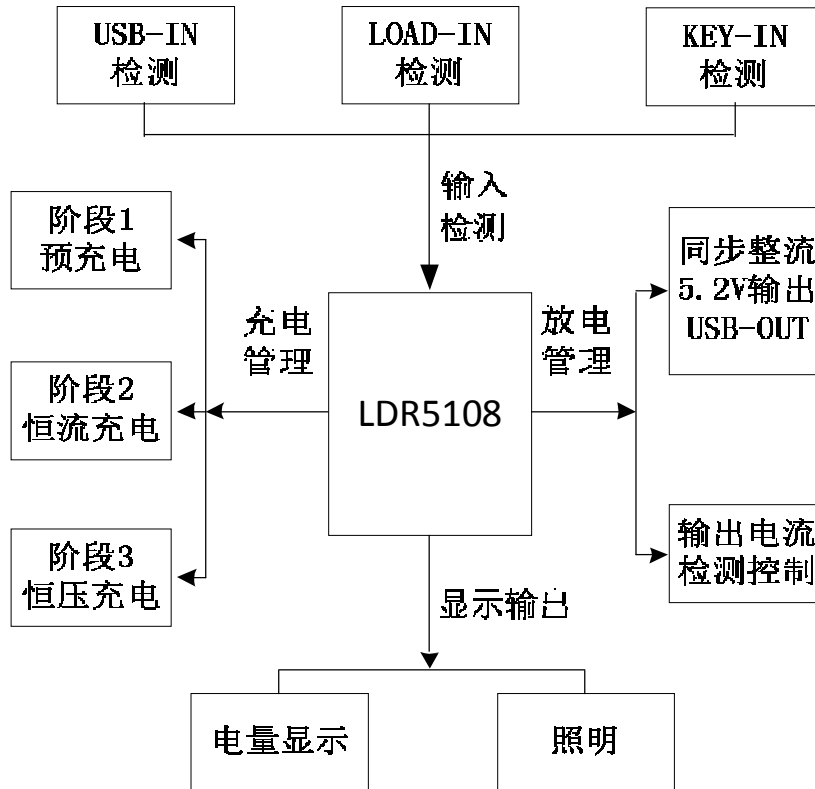 USB-IN
检测
LOAD-IN
检测
KEY-IN
检测
输入
检测
阶段1
预充电
阶段2
恒流充电
阶段3
恒压充电
充电
管理
LDR5108
放电
管理
同步整流
5.2V输出
USB-OUT
输出电流
检测控制
显示输出
电量显示
照明